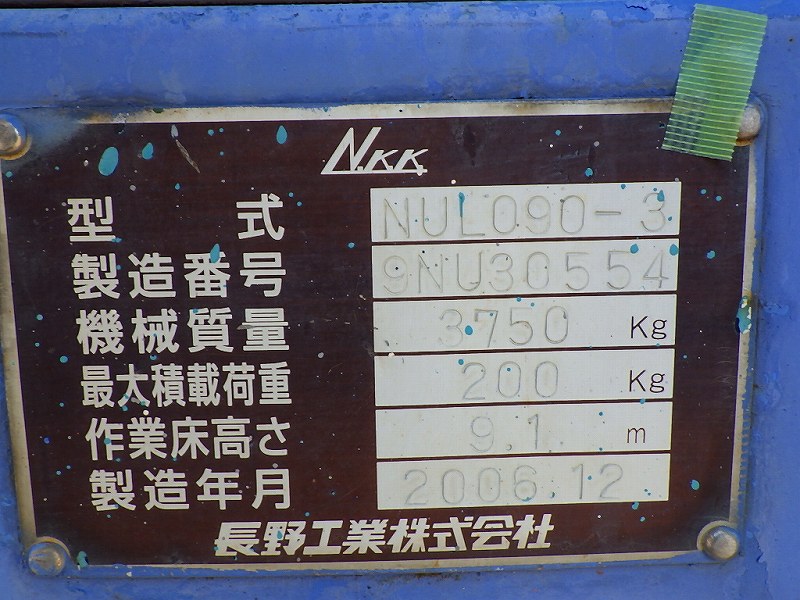 NKK
型 式 NUL090-3
製造番号 9NU30554
機械質量 3750 Kg
最大積載荷重 200 Kg
作業床高さ 9.1 m
製造年月 2006.12
長野工業株式会社